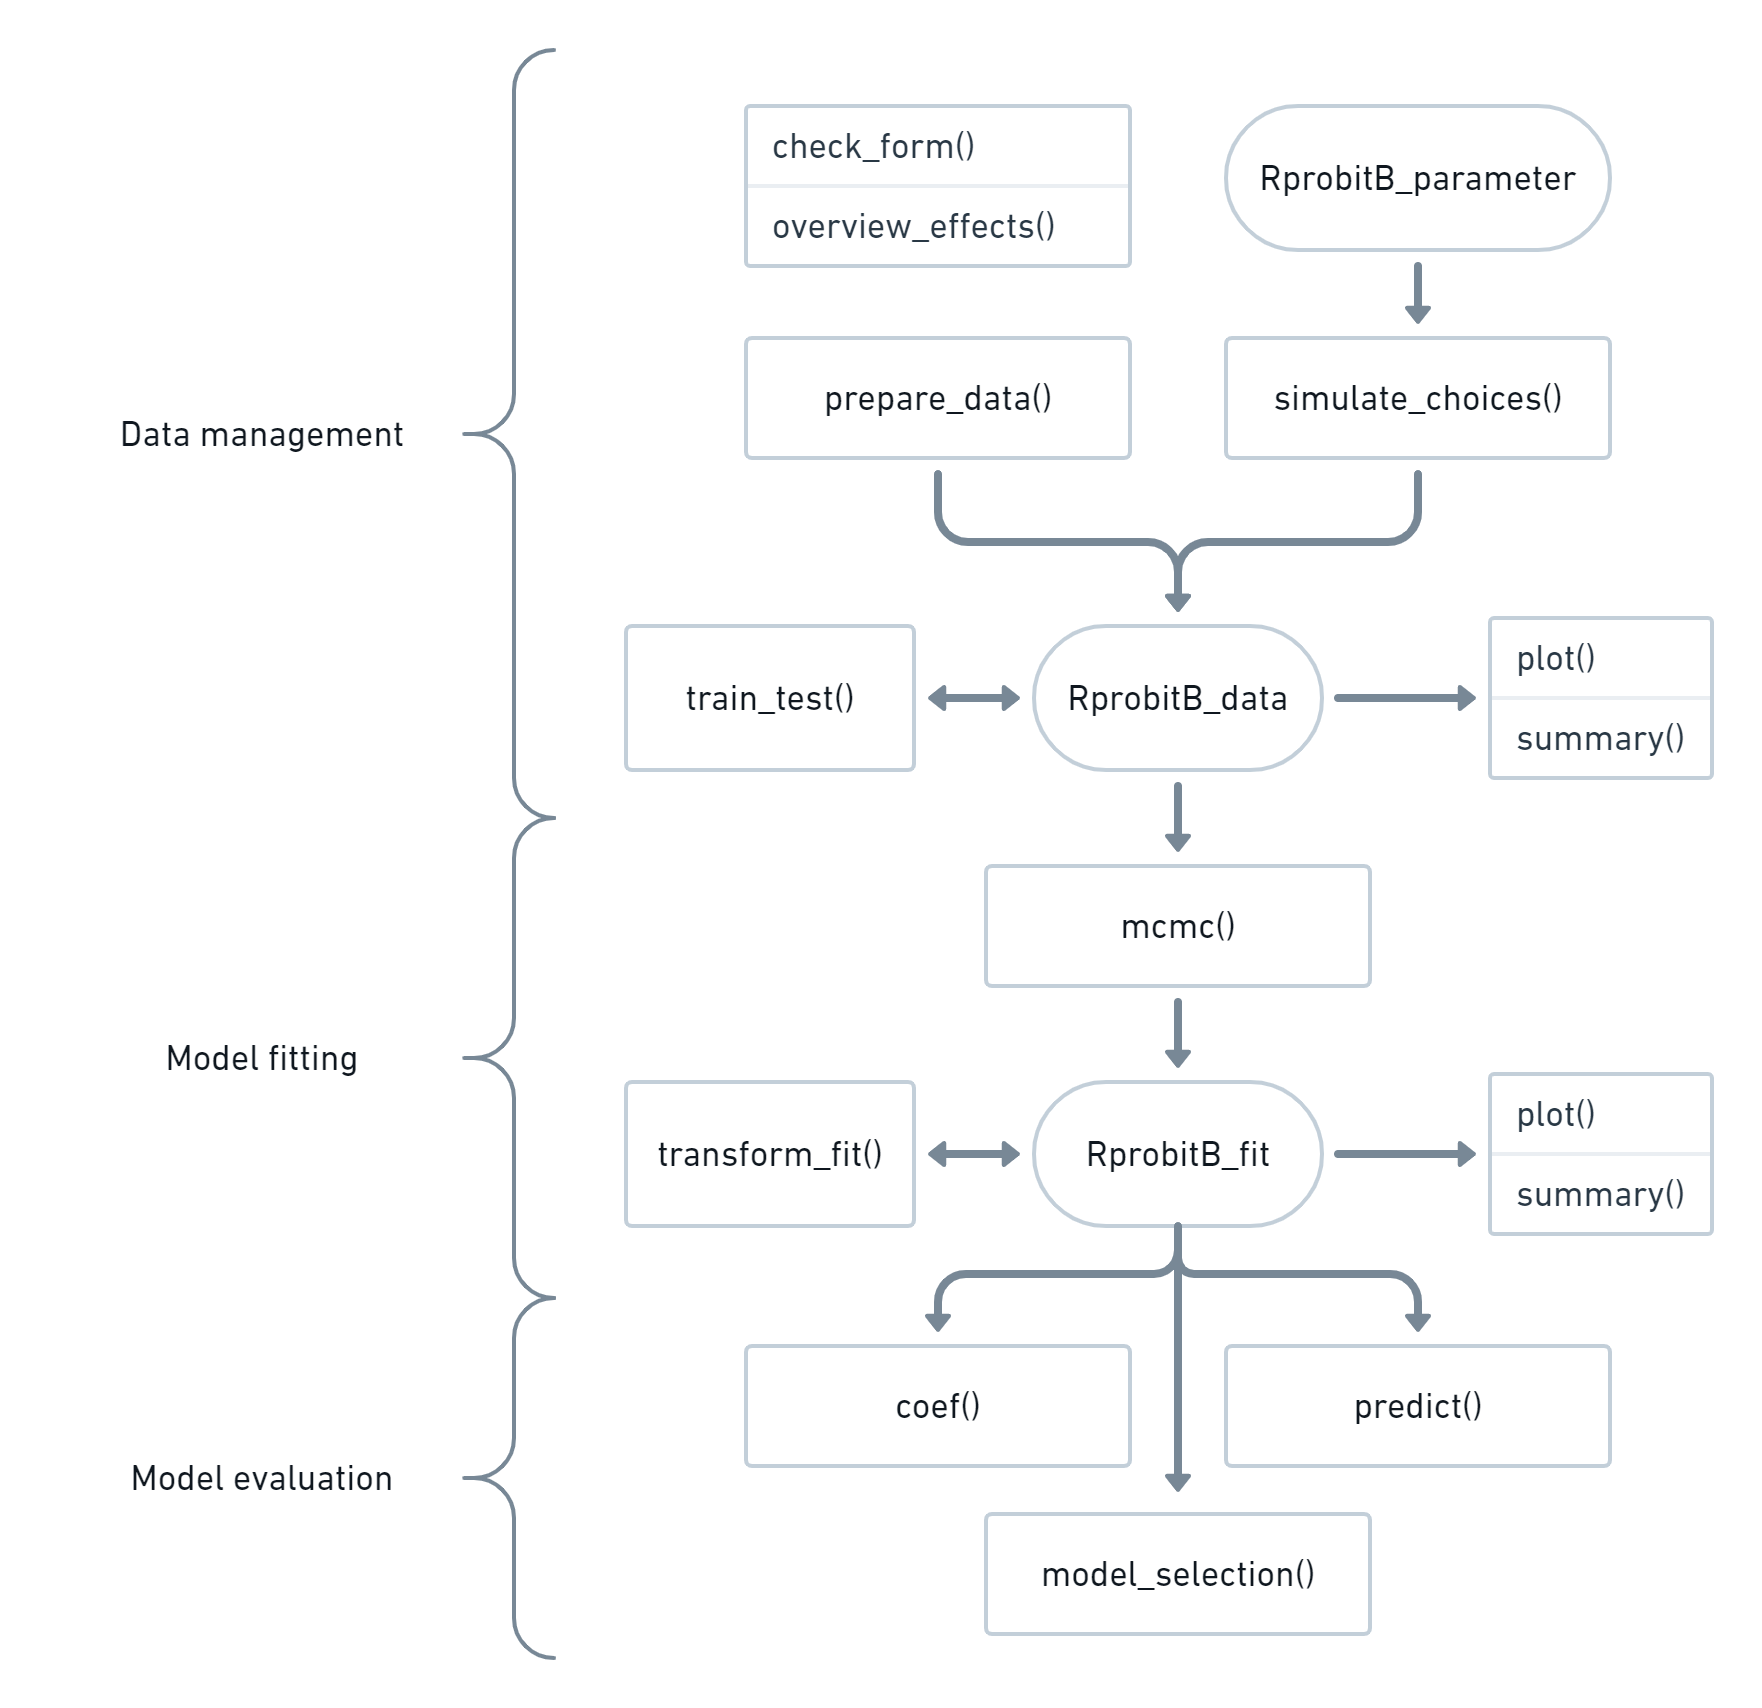 check_form()
overview_effects()
RprobitB_parameter
prepare_data()
simulate_choices()
Data management
train_test()
RprobitB_data
plot()
summary()
mcmc()
Model fitting
transform_fit()
RprobitB_fit
plot()
summary()
coef()
predict()
Model evaluation
model_selection()